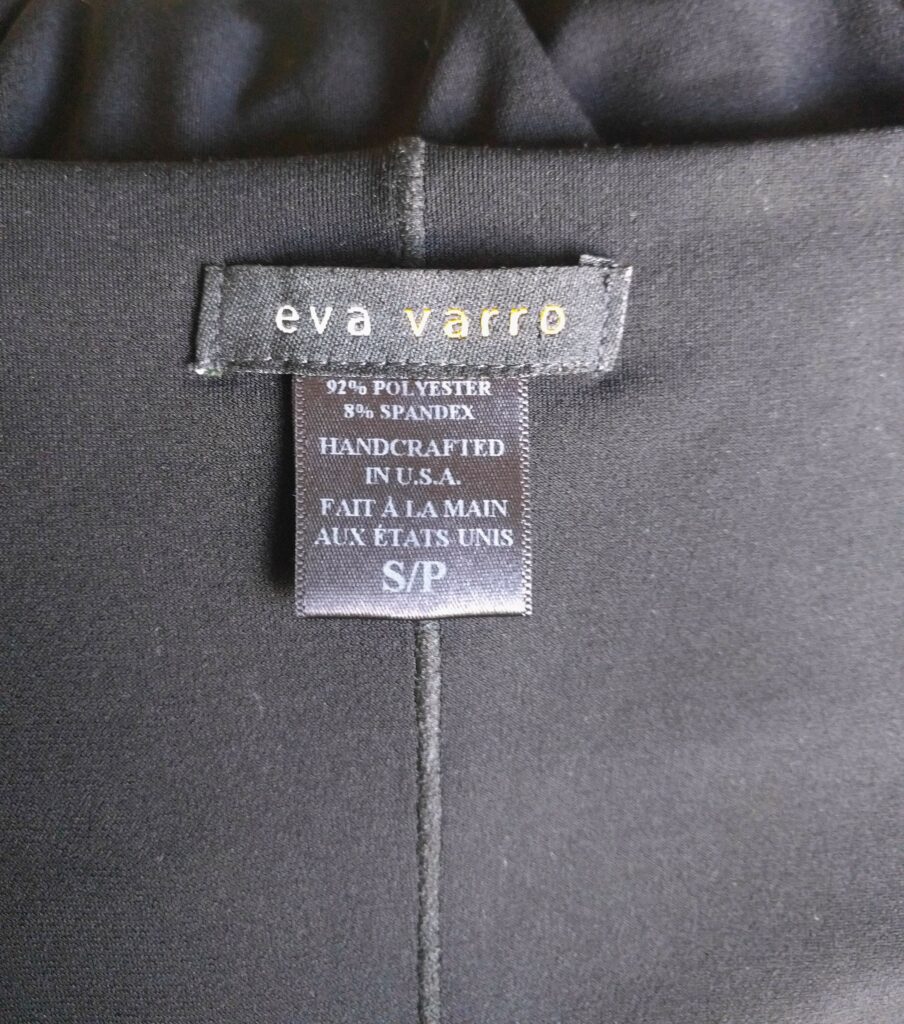 eva varro
92% POLYESTER
8% SPANDEX
HANDCRAFTED
IN U.S.A.
FAIT À LA MAIN
AUX ÉTATS UNIS
S/P